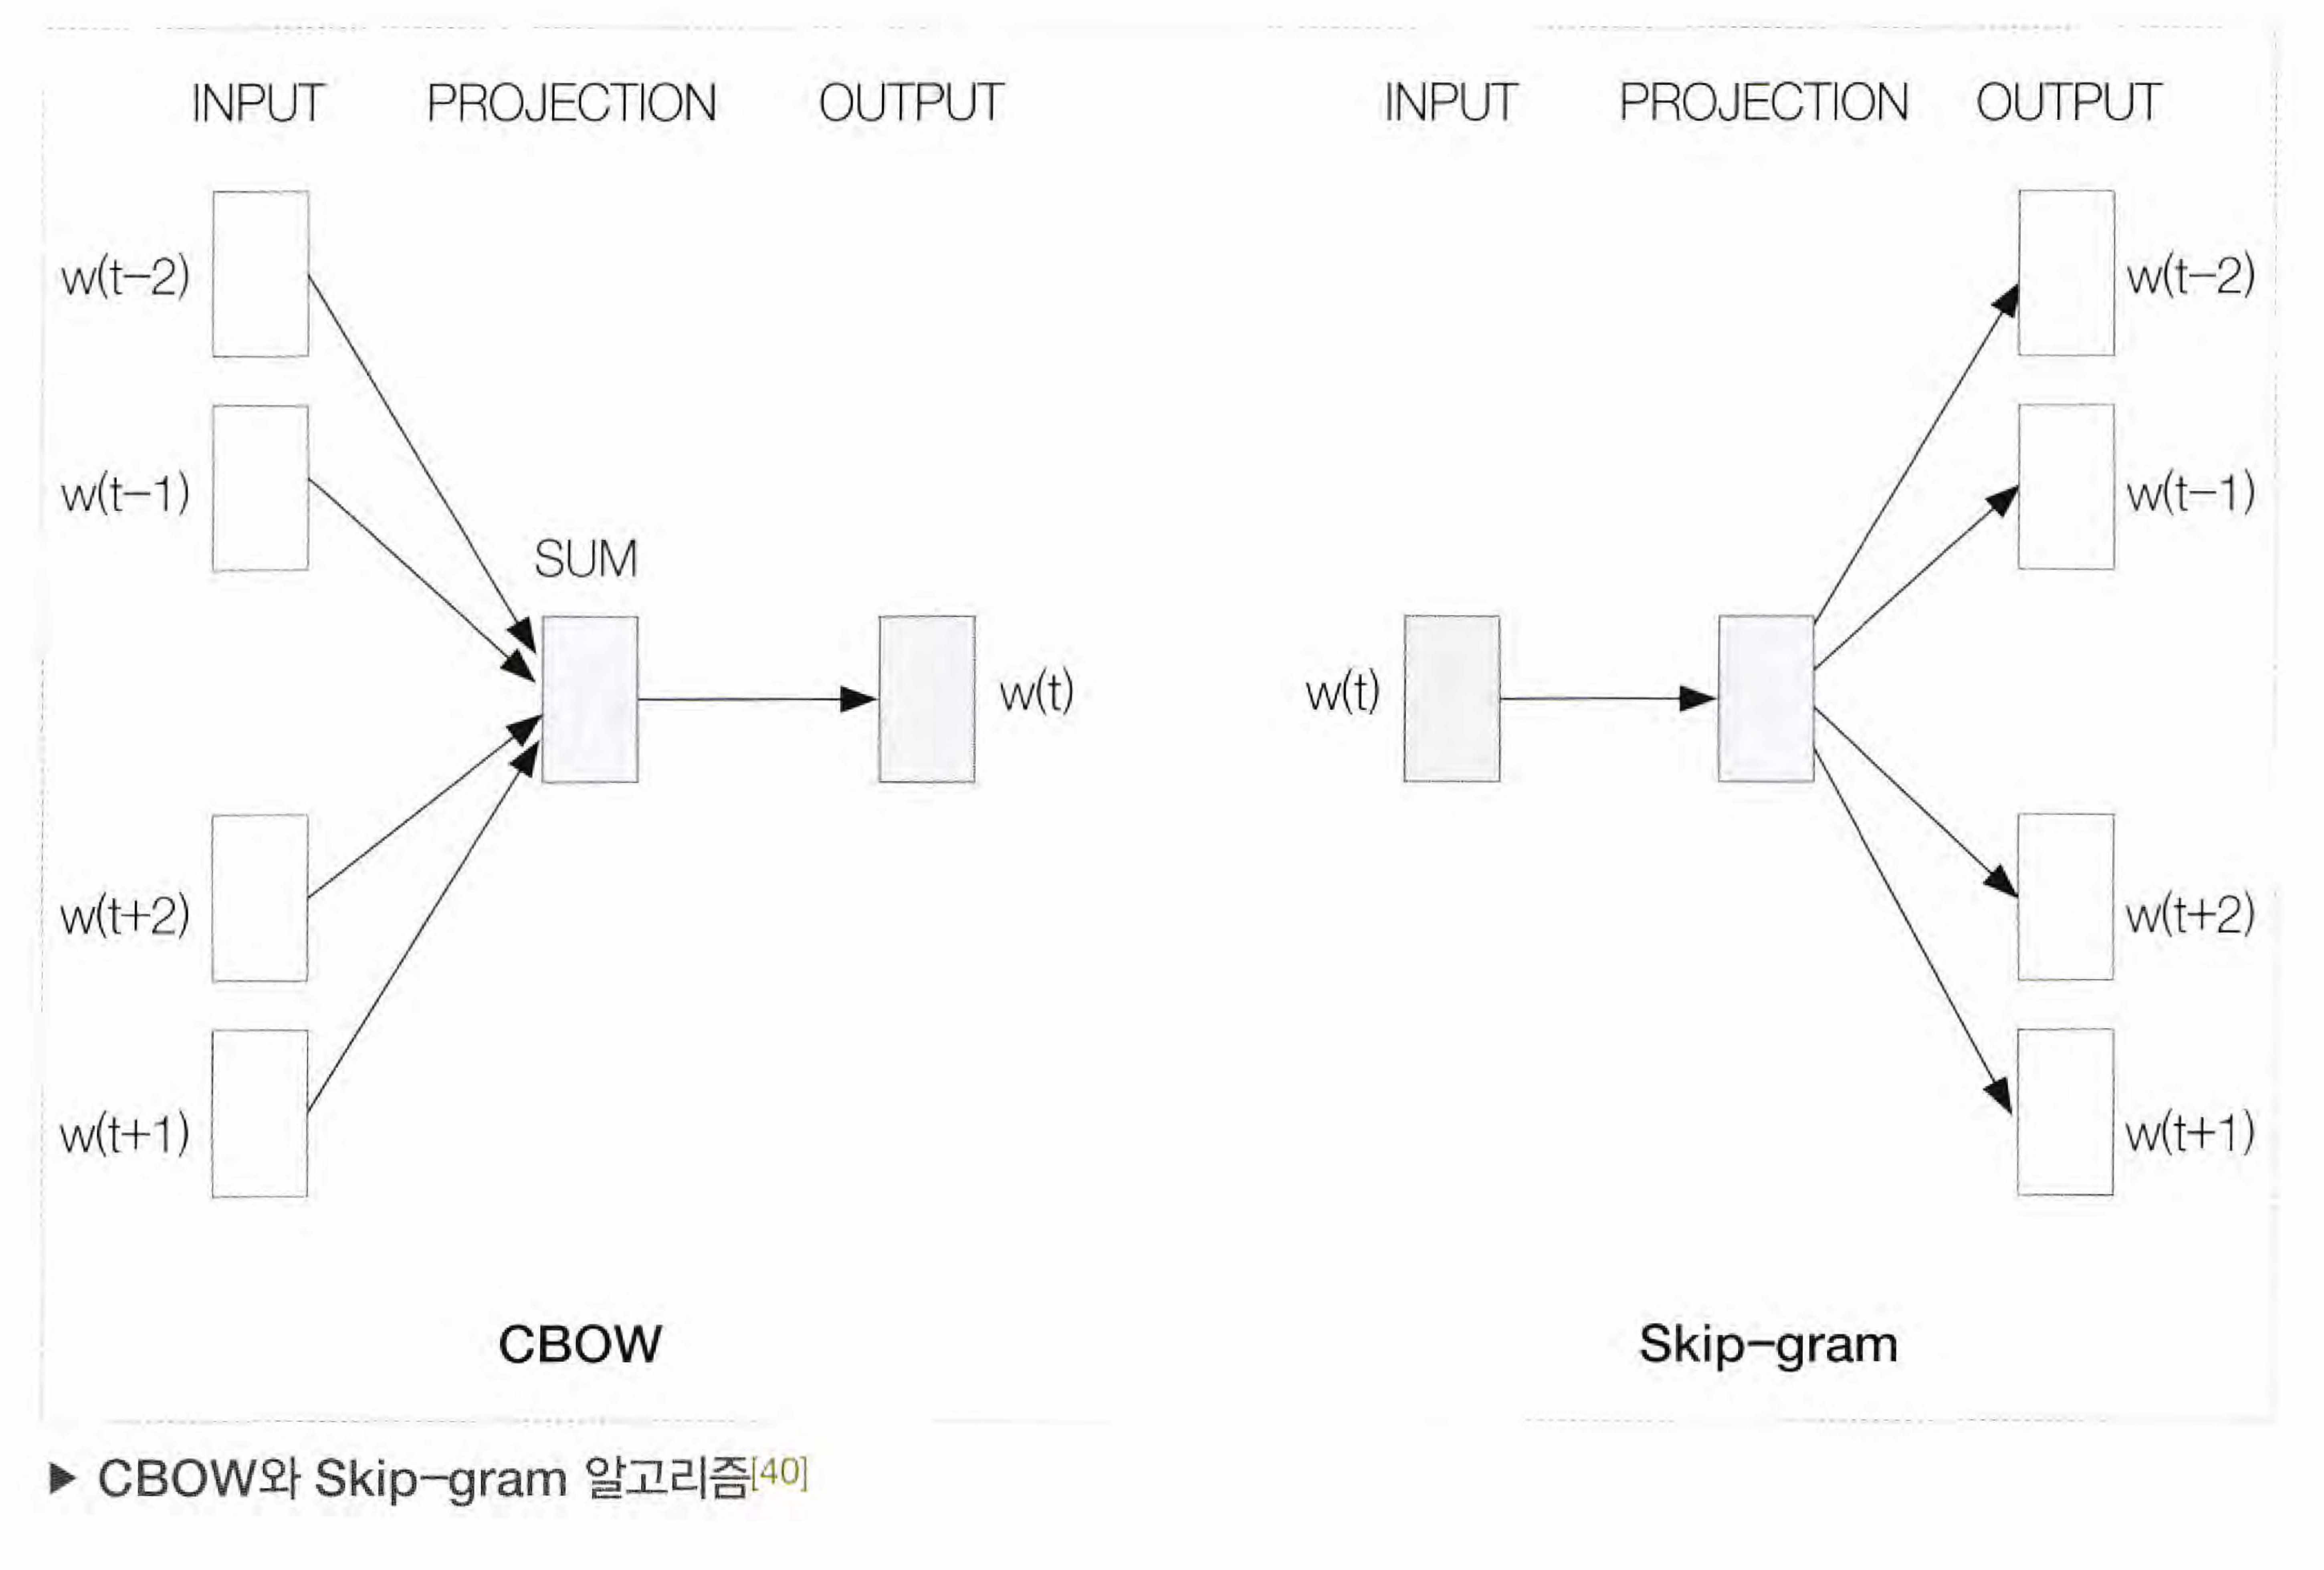 INPUT PROJECTION OUTPUT
w(t−2)
w(t−1)
SUM
w(t)
w(t+2)
w(t+1)
CBOW
INPUT PROJECTION OUTPUT
w(t−2)
w(t−1)
w(t)
w(t+2)
w(t+1)
Skip−gram
▶ CBOW와 Skip−gram 알고리즘[40]